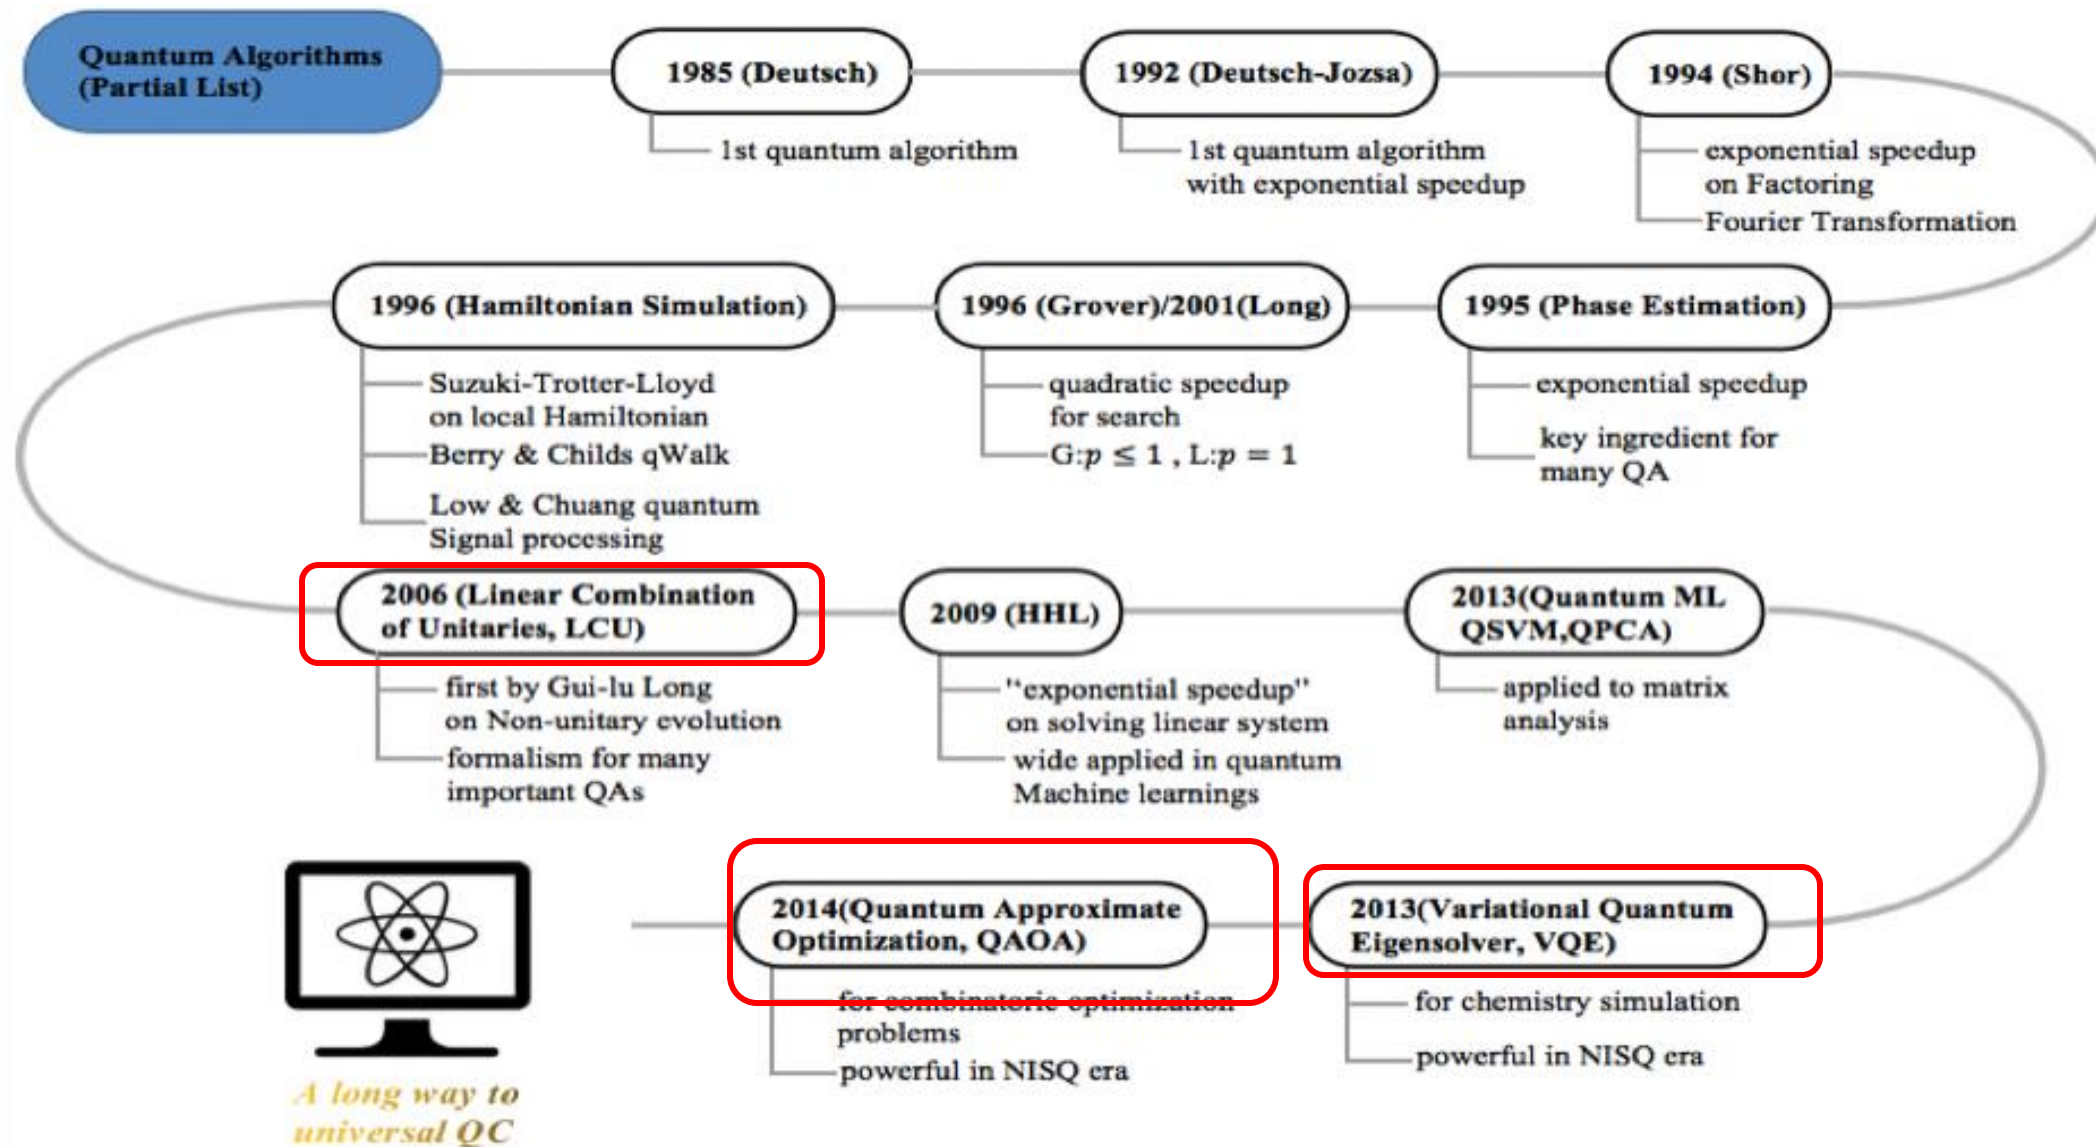 Quantum Algorithms
(Partial List)
1985 (Deutsch)
1st quantum algorithm
1992 (Deutsch-Jozsa)
1st quantum algorithm
with exponential speedup
1994 (Shor)
exponential speedup
on Factoring
Fourier Transformation
1995 (Phase Estimation)
exponential speedup
key ingredient for
many QA
1996 (Grover)/2001(Long)
quadratic speedup
for search
G:p ≤ 1 , L:p = 1
1996 (Hamiltonian Simulation)
Suzuki-Trotter-Lloyd
on local Hamiltonian
Berry & Childs qWalk
Low & Chuang quantum
Signal processing
2006 (Linear Combination
of Unitaries, LCU)
first by Gui-lu Long
on Non-unitary evolution
formalism for many
important QAs
2009 (HHL)
"exponential speedup"
on solving linear system
wide applied in quantum
Machine learnings
2013(Quantum ML
QSVM,QPCA)
applied to matrix
analysis
2013(Variational Quantum
Eigensolver, VQE)
for chemistry simulation
powerful in NISQ era
2014(Quantum Approximate
Optimization, QAOA)
for combinatoric optimization
problems
powerful in NISQ era
A long way to
universal QC